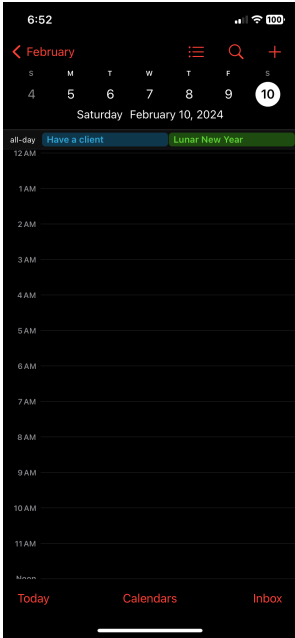 6:52 100
February
S M T W T F S
4 5 6 7 8 9 10
Saturday February 10, 2024
all-day Have a client Lunar New Year
12 AM
1 AM
2 AM
3 AM
4 AM
5 AM
6 AM
7 AM
8 AM
9 AM
10 AM
11 AM
Noon
Today Calendars Inbox